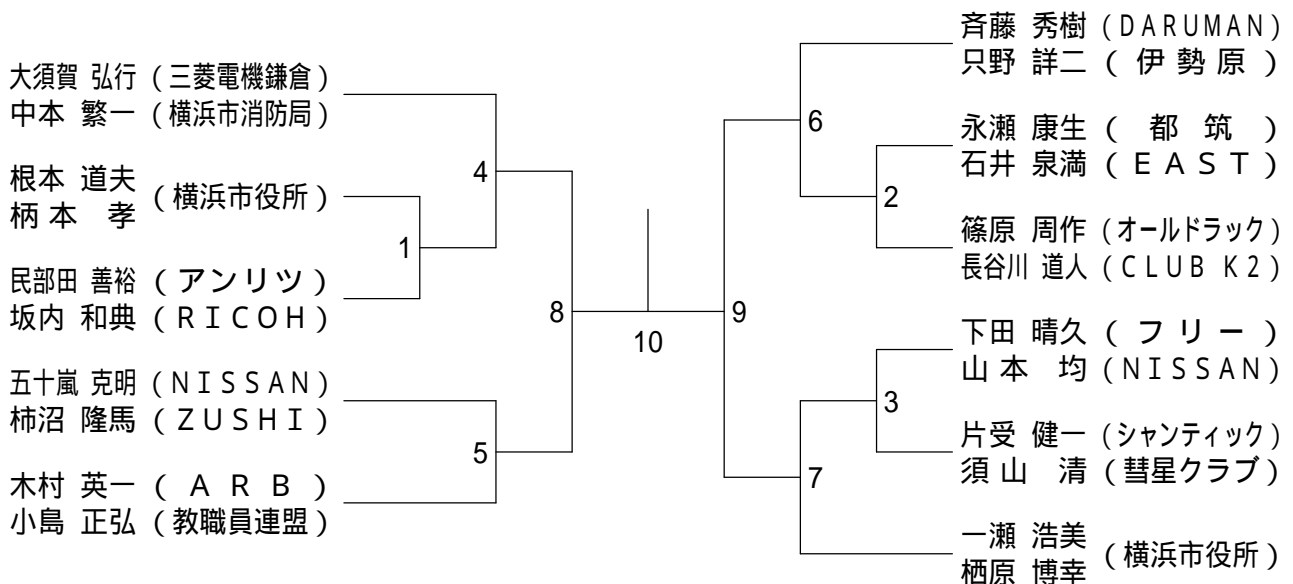 大須賀 弘行 (三菱電機鎌倉)
中本 繁一 (横浜市消防局)
根本 道夫
柄本 孝
(横浜市役所)
民部田 善裕 (アンリツ)
坂内 和典 (ＲＩＣＯＨ)
五十嵐 克明 (ＮＩＳＳＡＮ)
柿沼 隆馬 (ＺＵＳＨＩ)
木村 英一 (ＡＲＢ)
小島 正弘 (教職員連盟)
4
1
8
5
10
9
6
2
3
7
斉藤 秀樹 (ＤＡＲＵＭＡＮ)
只野 詳二 (伊勢原)
永瀬 康生 (都筑)
石井 泉満 (ＥＡＳＴ)
篠原 周作 (オールドラック)
長谷川 道人 (ＣＬＵＢ Ｋ２)
下田 晴久 (フリー)
山本 均 (ＮＩＳＳＡＮ)
片受 健一 (シャンティック)
須山 清 (彗星クラブ)
一瀬 浩美
栖原 博幸
(横浜市役所)